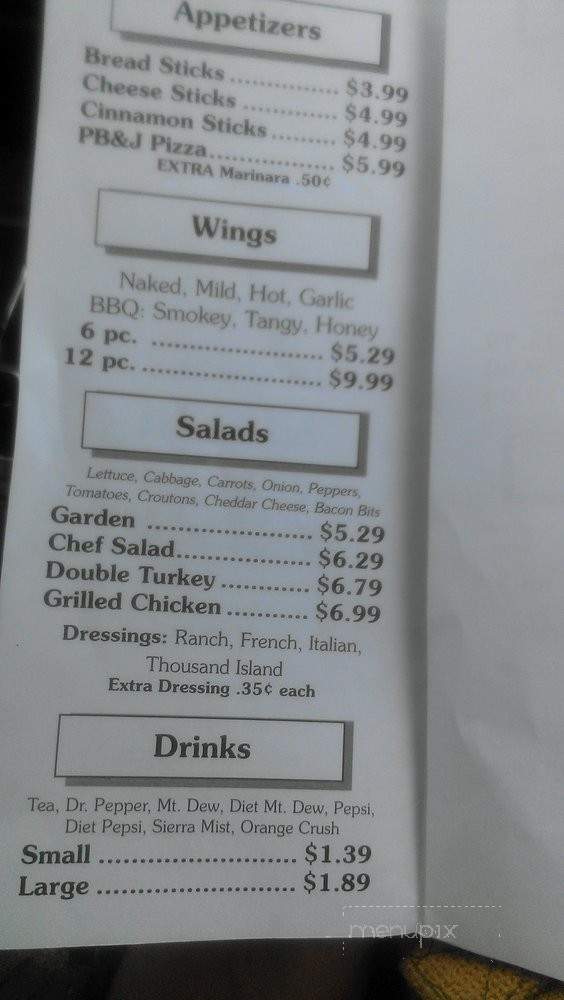 Appetizers
Bread Sticks ................ $3.99
Cheese Sticks .............. $4.99
Cinnamon Sticks ......... $4.99
PB&J Pizza.................. $5.99
EXTRA Marinara .50¢
Wings
Naked, Mild, Hot, Garlic
BBQ: Smokey, Tangy, Honey
6 pc. ......................... $5.29
12 pc. .......................... $9.99
Salads
Lettuce, Cabbage, Carrots, Onion, Peppers,
Tomatoes, Croutons, Cheddar Cheese, Bacon Bits
Garden ........................ $5.29
Chef Salad................... $6.29
Double Turkey ............ $6.79
Grilled Chicken ........... $6.99
Dressings: Ranch, French, Italian,
Thousand Island
Extra Dressing .35¢ each
Drinks
Tea, Dr. Pepper, Mt. Dew, Diet Mt. Dew, Pepsi,
Diet Pepsi, Sierra Mist, Orange Crush
Small ........................... $1.39
Large ........................... $1.89
menupix